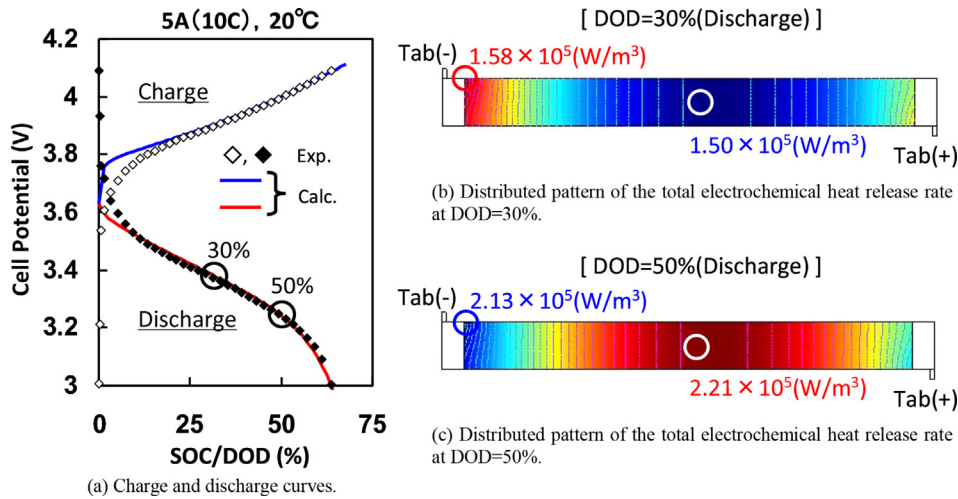 5A(10C), 20℃
4.2
4
3.8
3.6
3.4
3.2
3
Cell Potential (V)
Charge
◇, ◆ Exp.
Calc.
30%
50%
Discharge
0
25
50
75
SOC/DOD (%)
(a) Charge and discharge curves.
[ DOD=30%(Discharge) ]
Tab(-)
1.58×10⁵(W/m³)
1.50×10⁵(W/m³)
Tab(+)
(b) Distributed pattern of the total electrochemical heat release rate
at DOD=30%.
[ DOD=50%(Discharge) ]
Tab(-)
2.13×10⁵(W/m³)
2.21×10⁵(W/m³)
Tab(+)
(c) Distributed pattern of the total electrochemical heat release rate
at DOD=50%.